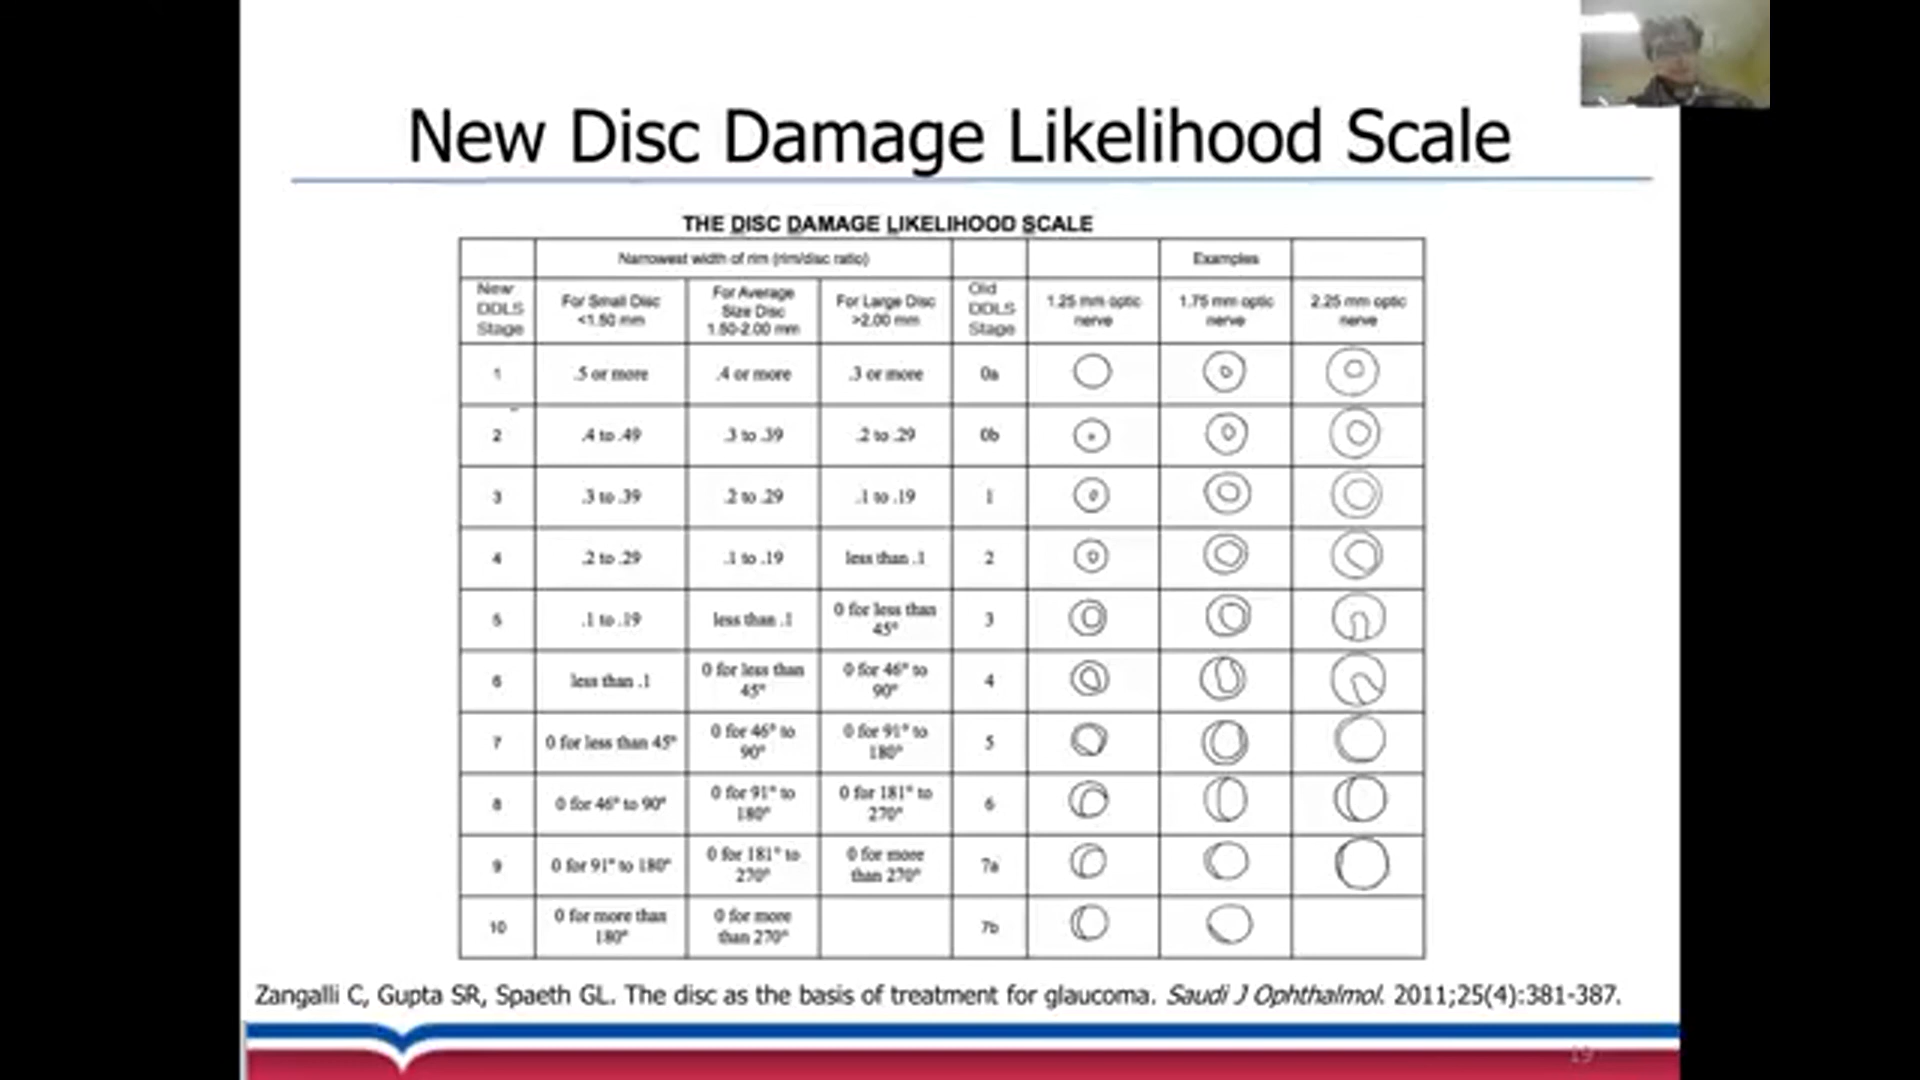 New Disc Damage Likelihood Scale
THE DISC DAMAGE LIKELIHOOD SCALE
Narrowest width of rim (rim/disc ratio) Examples
New DDLS Stage For Small Disc <1.50 mm For Average Size Disc 1.50-2.00 mm For Large Disc >2.00 mm Old DDLS Stage 1.25 mm optic nerve 1.75 mm optic nerve 2.25 mm optic nerve
1 .5 or more .4 or more .3 or more 0a
2 .4 to .49 .3 to .39 .2 to .29 0b
3 .3 to .39 .2 to .29 .1 to .19 1
4 .2 to .29 .1 to .19 less than .1 2
5 .1 to .19 less than .1 0 for less than 45° 3
6 less than .1 0 for less than 45° 0 for 46° to 90° 4
7 0 for less than 45° 0 for 46° to 90° 0 for 91° to 180° 5
8 0 for 46° to 90° 0 for 91° to 180° 0 for 181° to 270° 6
9 0 for 91° to 180° 0 for 181° to 270° 0 for more than 270° 7a
10 0 for more than 180° 0 for more than 270° 7b
Zangalli C, Gupta SR, Spaeth GL. The disc as the basis of treatment for glaucoma. Saudi J Ophthalmol. 2011;25(4):381-387.
19